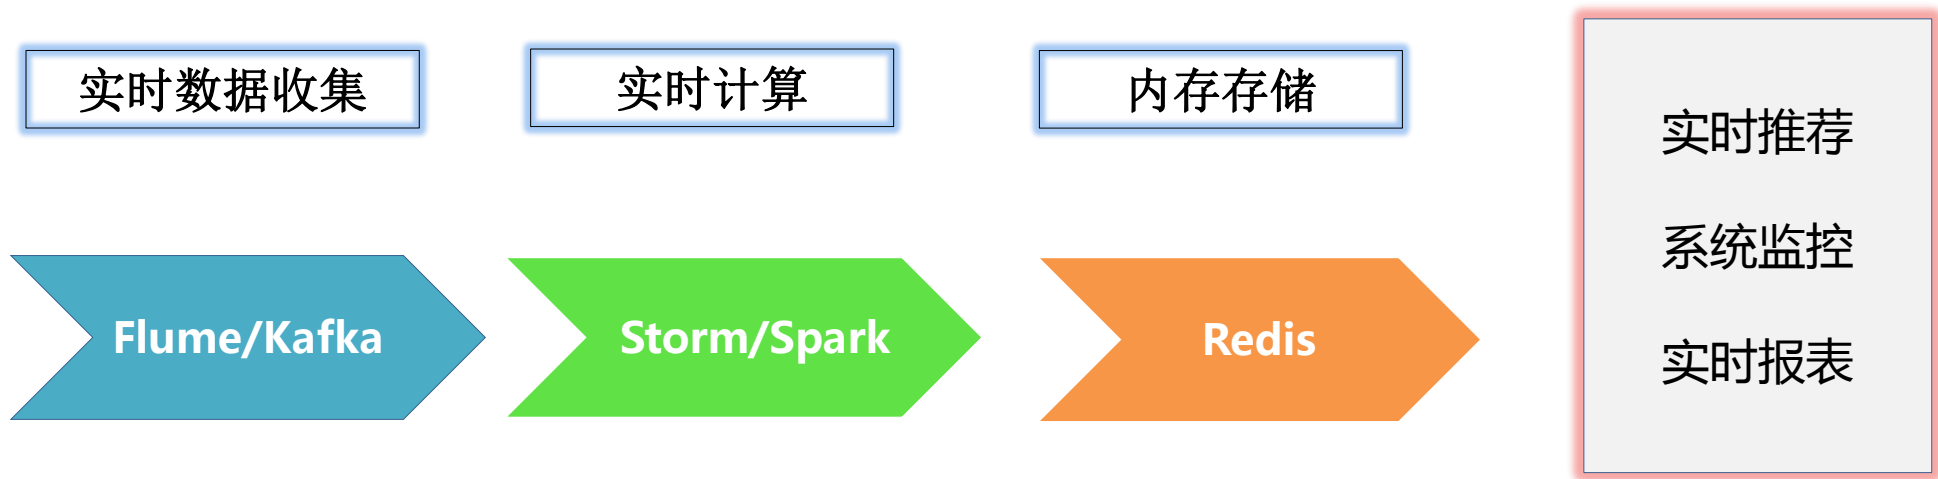 实时数据收集
实时计算
内存存储
Flume/Kafka
Storm/Spark
Redis
实时推荐
系统监控
实时报表